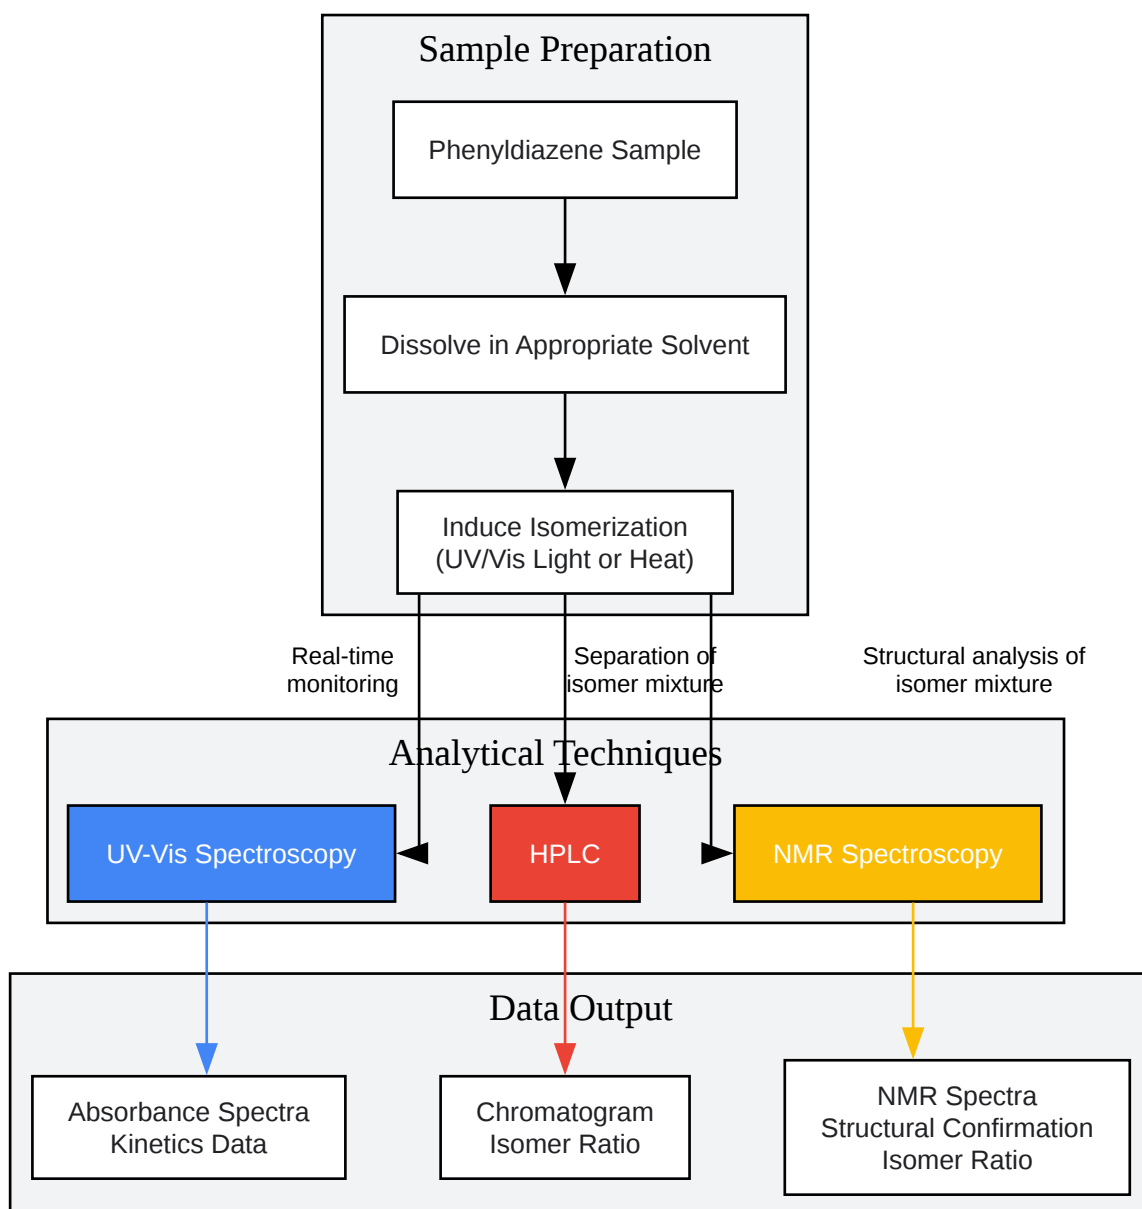 Sample Preparation
Phenyldiazene Sample
Dissolve in Appropriate Solvent
Induce Isomerization
(UV/Vis Light or Heat)
Real-time
monitoring
Separation of
isomer mixture
Structural analysis of
isomer mixture
Analytical Techniques
UV-Vis Spectroscopy
HPLC
NMR Spectroscopy
Data Output
Absorbance Spectra
Kinetics Data
Chromatogram
Isomer Ratio
NMR Spectra
Structural Confirmation
Isomer Ratio